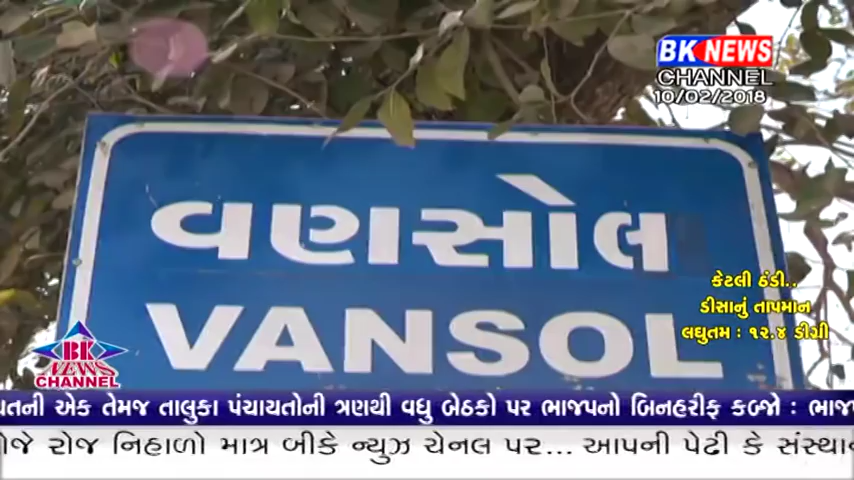 BK NEWS
CHANNEL
10/02/2018
વણસોલ
VANSOL
કેટલી ઠંડી..
ડીસાનું તાપમાન
લઘુતમ : ૧૨.૪ ડીગ્રી
BK
NEWS
CHANNEL
એક તેમજ તાલુકા પંચાયતોની ત્રણથી વધુ બેઠકો પર ભાજપનો બિનહરીફ કબ્જો :
રોજ નિહાળો માત્ર બીકે ન્યુઝ ચેનલ પર... આપની પેઢી કે